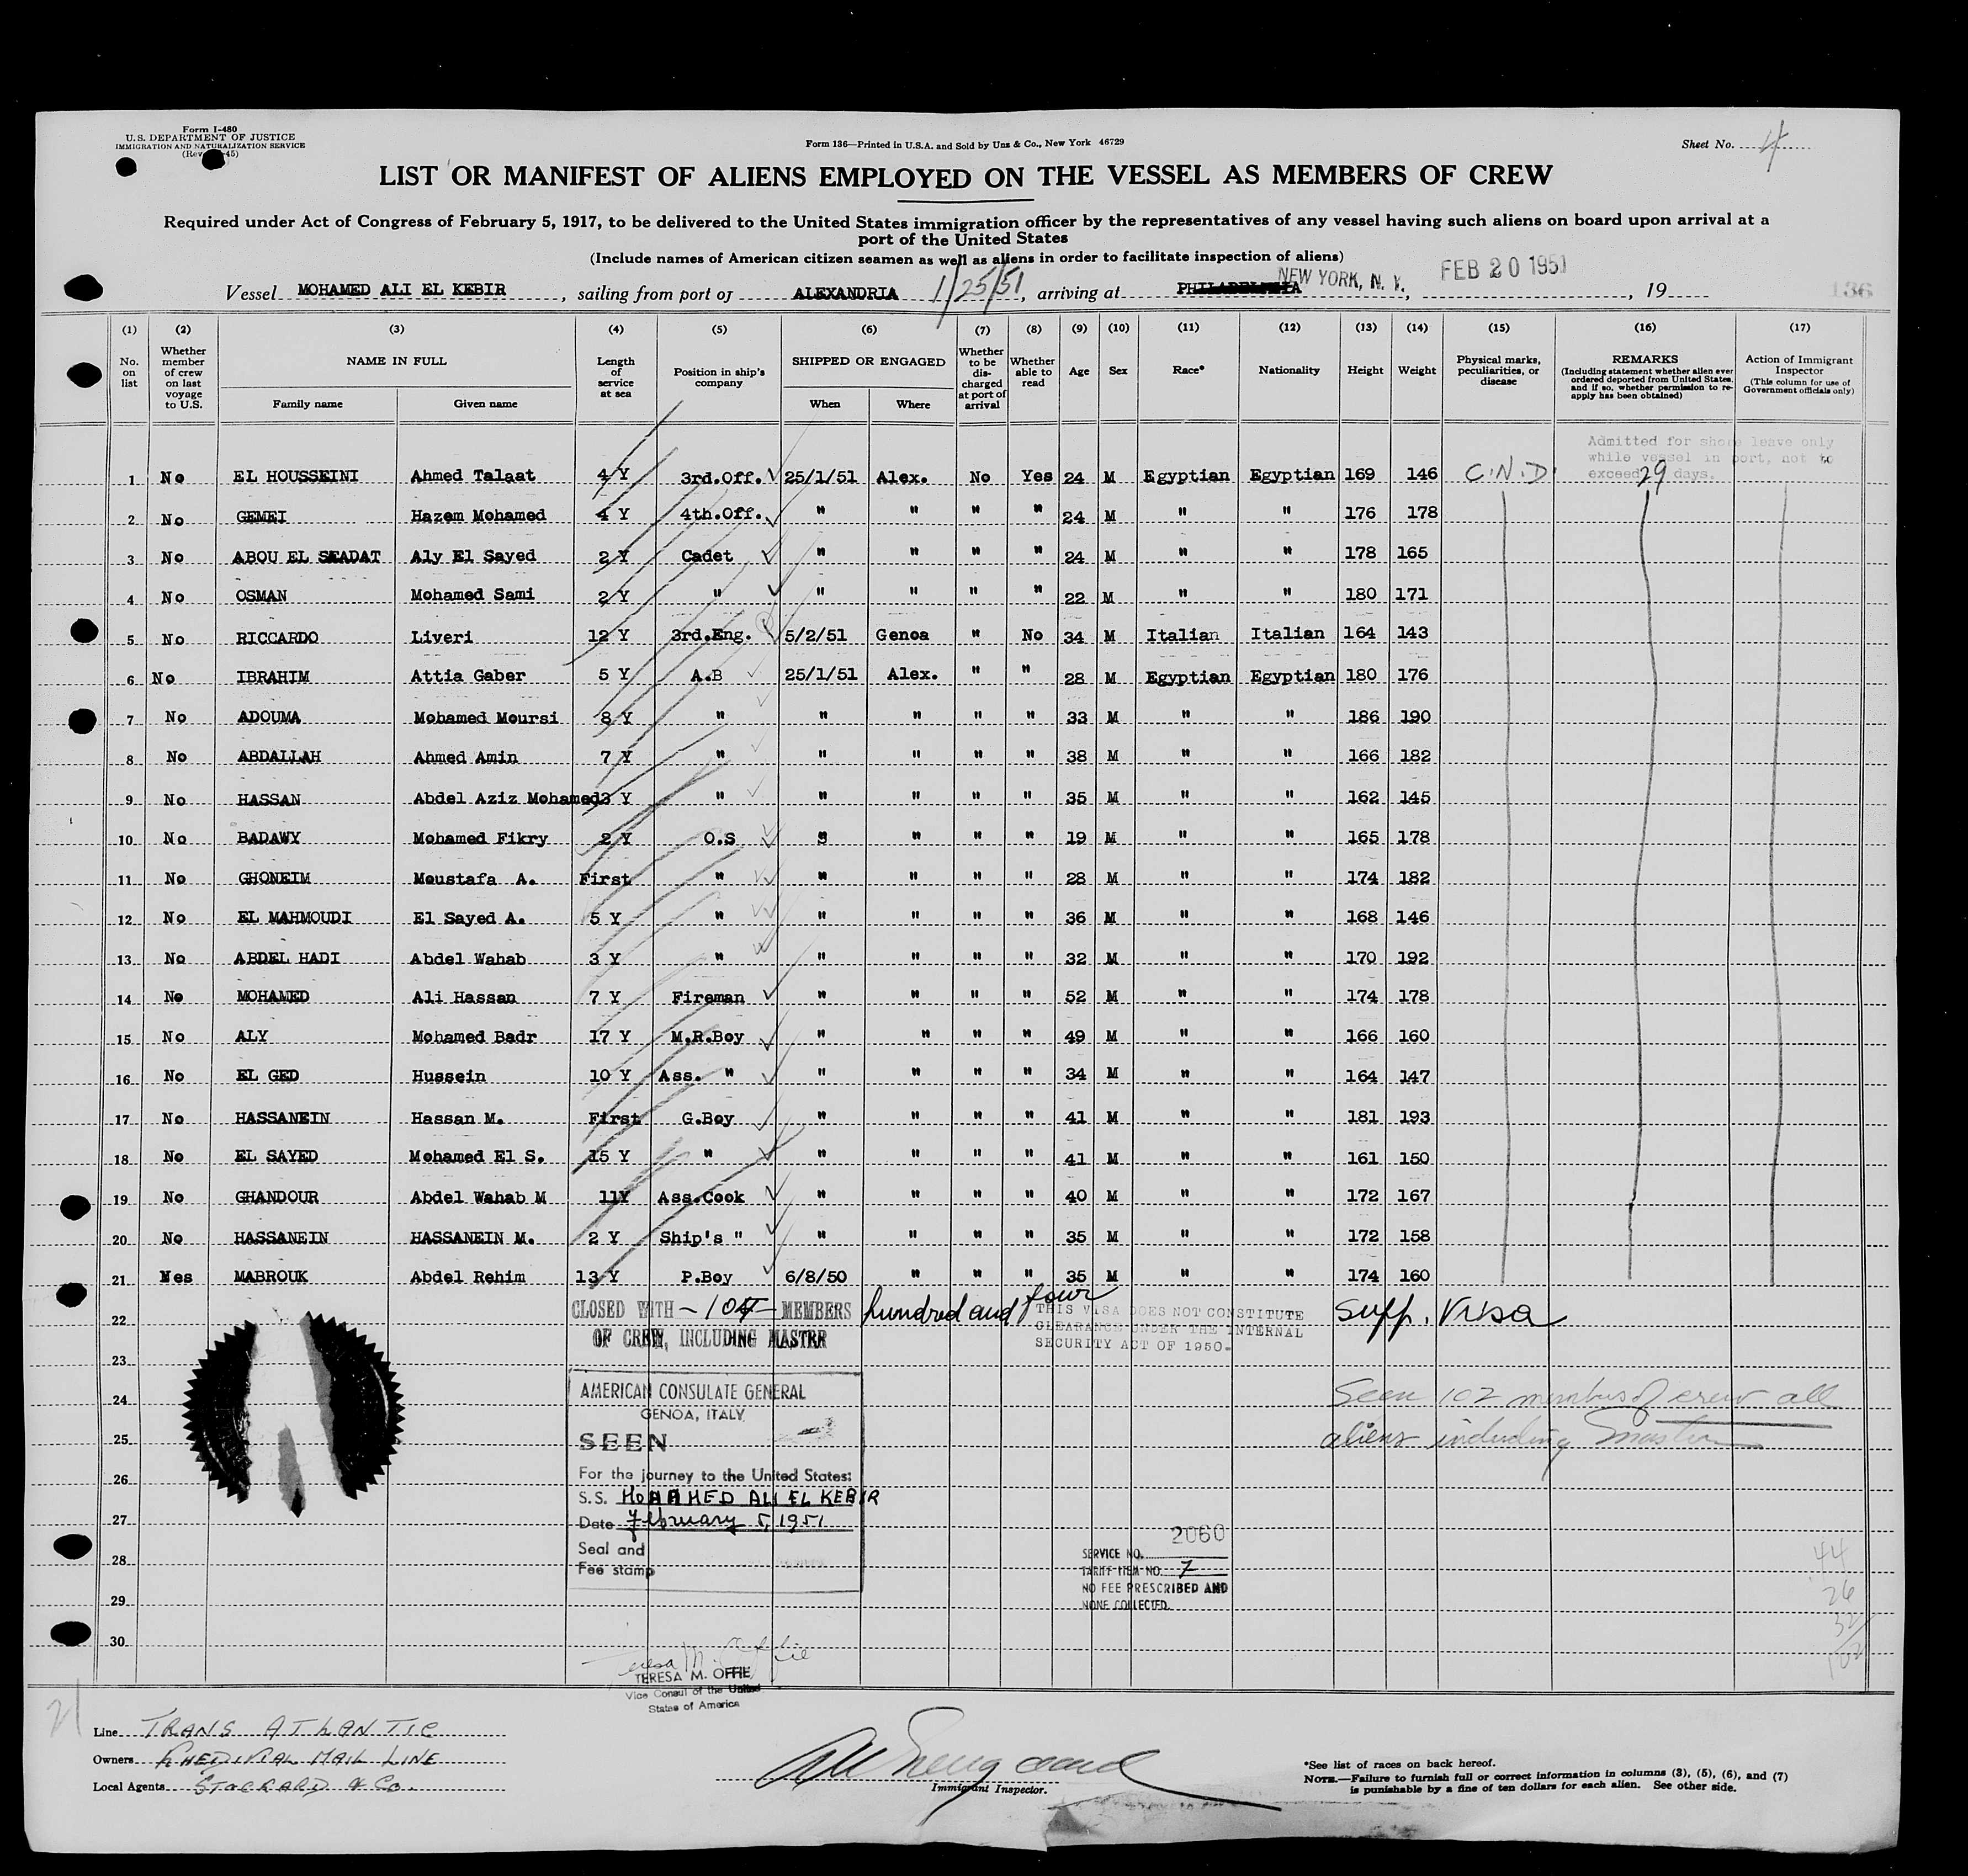 Form I-480
U. S. DEPARTMENT OF JUSTICE
IMMIGRATION AND NATURALIZATION SERVICE
(Rev. -45)
Form 136—Printed in U.S.A. and Sold by Unz & Co., New York 46729
Sheet No. 4
LIST OR MANIFEST OF ALIENS EMPLOYED ON THE VESSEL AS MEMBERS OF CREW
Required under Act of Congress of February 5, 1917, to be delivered to the United States immigration officer by the representatives of any vessel having such aliens on board upon arrival at a
port of the United States
(Include names of American citizen seamen as well as aliens in order to facilitate inspection of aliens)
Vessel MOHAMED ALI EL KEBIR, sailing from port of ALEXANDRIA 1/25/51, arriving at PHILADELPHIA NEW YORK, N. Y., FEB 20 1951, 19
136
(1) (2) (3) (4) (5) (6) (7) (8) (9) (10) (11) (12) (13) (14) (15) (16) (17)
No. on list
Whether member of crew on last voyage to U.S.
NAME IN FULL
Family name
Given name
Length of service at sea
Position in ship's company
SHIPPED OR ENGAGED
When
Where
Whether to be discharged at port of arrival
Whether able to read
Age
Sex
Race*
Nationality
Height
Weight
Physical marks, peculiarities, or disease
REMARKS
(Including statement whether alien ever ordered deported from United States, and if so, whether permission to reapply has been obtained)
Action of Immigrant Inspector
(This column for use of Government officials only)
Admitted for shore leave only
while vessel in port, not to
exceed 29 days.
1 No EL HOUSSEINI Ahmed Talaat 4 Y 3rd.Off. 25/1/51 Alex. No Yes 24 M Egyptian Egyptian 169 146 C.N.D.
2 No GEMEI Hazem Mohamed 4 Y 4th.Off. " " " " 24 M " " 176 178
3 No ABOU EL SEADAT Aly El Sayed 2 Y Cadet " " " " 24 M " " 178 165
4 No OSMAN Mohamed Sami 2 Y " " " " " 22 M " " 180 171
5 No RICCARDO Liveri 12 Y 3rd.Eng. 5/2/51 Genoa " No 34 M Italian Italian 164 143
6 No IBRAHIM Attia Gaber 5 Y A.B 25/1/51 Alex. " " 28 M Egyptian Egyptian 180 176
7 No ADOUMA Mohamed Moursi 8 Y " " " " " 33 M " " 186 190
8 No ABDALLAH Ahmed Amin 7 Y " " " " " 38 M " " 166 182
9 No HASSAN Abdel Aziz Mohamed 3 Y " " " " " 35 M " " 162 145
10 No BADAWY Mohamed Fikry 2 Y O.S " " " " 19 M " " 165 178
11 No GHONEIM Moustafa A. First " " " " " 28 M " " 174 182
12 No EL MAHMOUDI El Sayed A. 5 Y " " " " " 36 M " " 168 146
13 No ABDEL HADI Abdel Wahab 3 Y " " " " " 32 M " " 170 192
14 No MOHAMED Ali Hassan 7 Y Fireman " " " " 52 M " " 174 178
15 No ALY Mohamed Badr 17 Y M.R.Boy " " " " 49 M " " 166 160
16 No EL GED Hussein 10 Y Ass. " " " " " 34 M " " 164 147
17 No HASSANEIN Hassan M. First G.Boy " " " " 41 M " " 181 193
18 No EL SAYED Mohamed El S. 15 Y " " " " " 41 M " " 161 150
19 No GHANDOUR Abdel Wahab M 11Y Ass.Cook " " " " 40 M " " 172 167
20 No HASSANEIN HASSANEIN M. 2 Y Ship's " " " " " 35 M " " 172 158
21 Yes MABROUK Abdel Rehim 13 Y P.Boy 6/8/50 " " " 35 M " " 174 160
22
23
24
25
26
27
28
29
30
CLOSED WITH -104- MEMBERS hundred and four
OF CREW, INCLUDING MASTER
THIS VISA DOES NOT CONSTITUTE
CLEARANCE UNDER THE INTERNAL
SECURITY ACT OF 1950-
Supp. Visa
Seen 102 members of crew all
aliens including Master
AMERICAN CONSULATE GENERAL
GENOA, ITALY
SEEN
For the journey to the United States:
S.S. MOHAMED ALI EL KEBIR
Date February 5, 1951
Seal and
Fee stamp
2060
SERVICE NO.
TARIFF ITEM NO. 7
NO FEE PRESCRIBED AND
NONE COLLECTED.
44
26
32
102
TERESA M. OFFIE
Vice Consul of the United
States of America
21
Line TRANS ATLANTIC
Owners KHEDIVIAL MAIL LINE
Local Agents STOCKARD & Co.
Immigrant Inspector.
*See list of races on back hereof.
NOTE.—Failure to furnish full or correct information in columns (3), (5), (6), and (7)
is punishable by a fine of ten dollars for each alien. See other side.